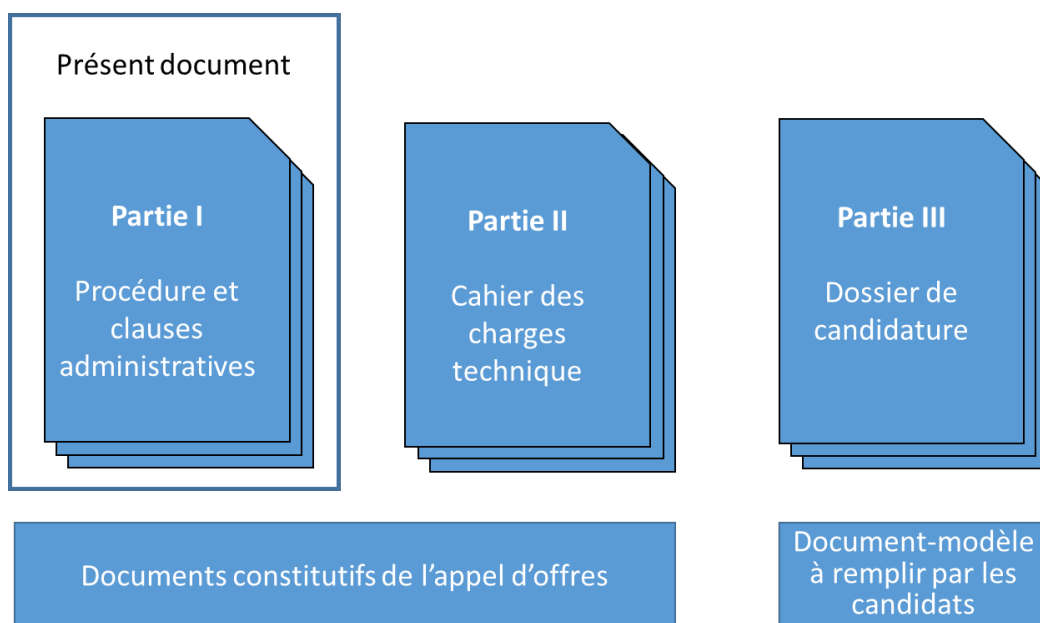 Présent document
Partie I
Procédure et
clauses
administratives
Partie II
Cahier des
charges
technique
Partie III
Dossier de
candidature
Documents constitutifs de l’appel d’offres
Document-modèle
à remplir par les
candidats